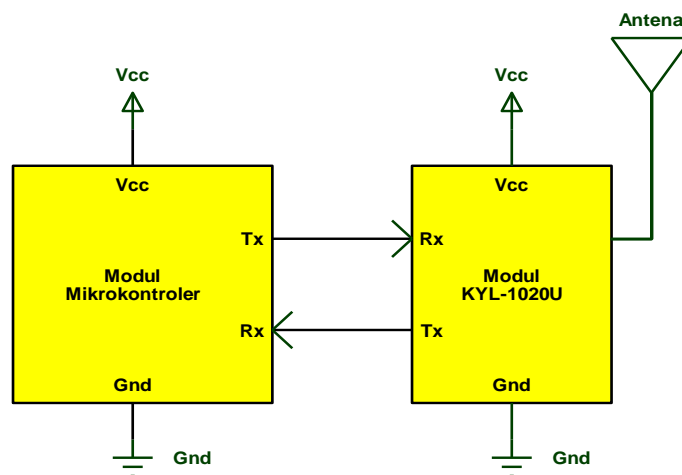 Antena
Vcc
Vcc
Vcc
Vcc
Tx
Rx
Modul
Mikrokontroler
Modul
KYL-1020U
Rx
Tx
Gnd
Gnd
Gnd
Gnd